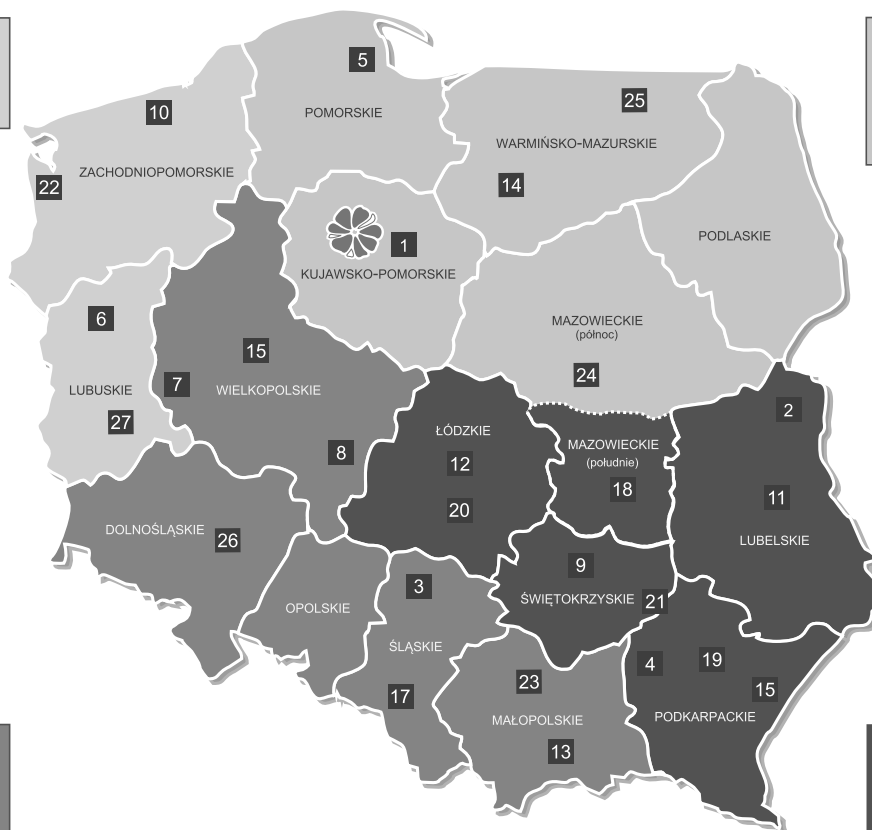 5
POMORSKIE
25
10
WARMIŃSKO-MAZURSKIE
ZACHODNIOPOMORSKIE
22
14
PODLASKIE
1
KUJAWSKO-POMORSKIE
6
MAZOWIECKIE
(północ)
15
24
7
LUBUSKIE
WIELKOPOLSKIE
27
2
ŁÓDZKIE
MAZOWIECKIE
(południe)
8
12
18
11
20
DOLNOŚLĄSKIE
26
LUBELSKIE
9
3
ŚWIĘTOKRZYSKIE
21
OPOLSKIE
ŚLĄSKIE
4
19
23
15
17
MAŁOPOLSKIE
PODKARPACKIE
13